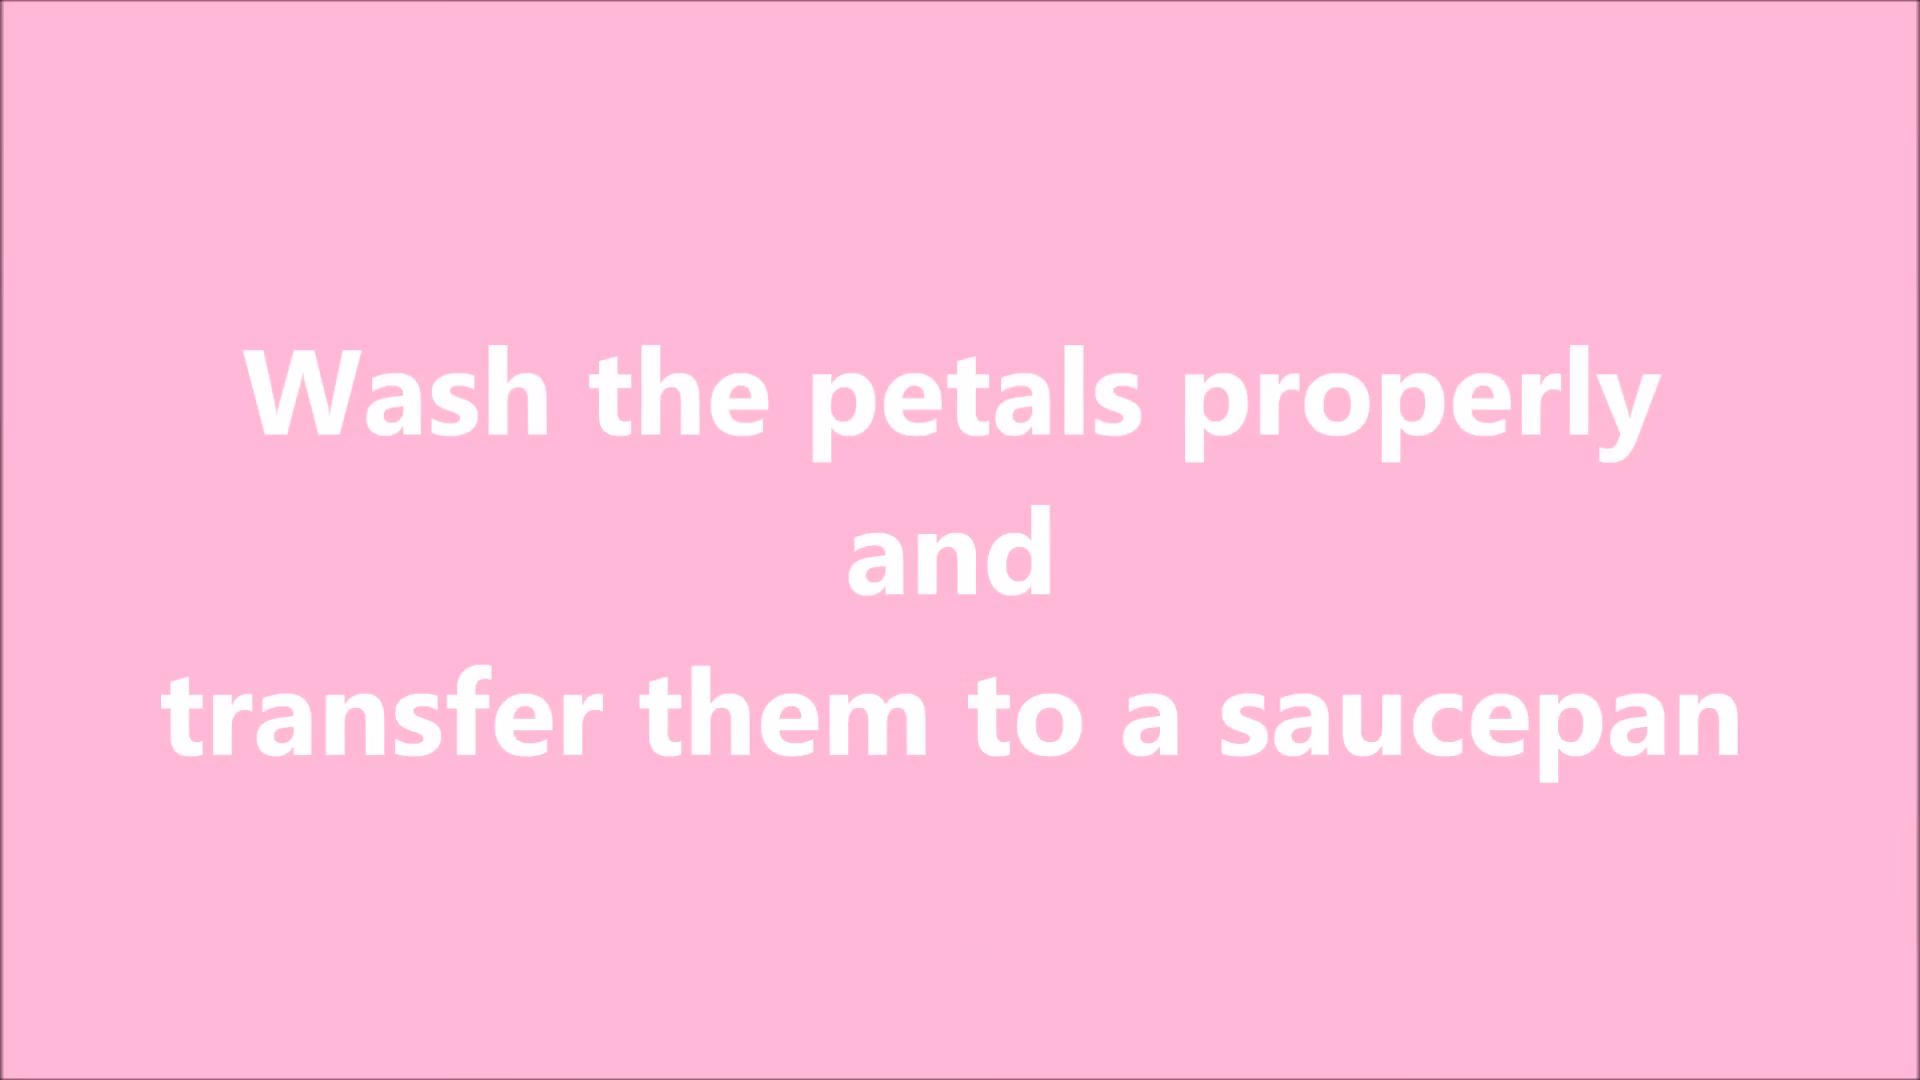 Wash the petals properly
and
transfer them to a saucepan